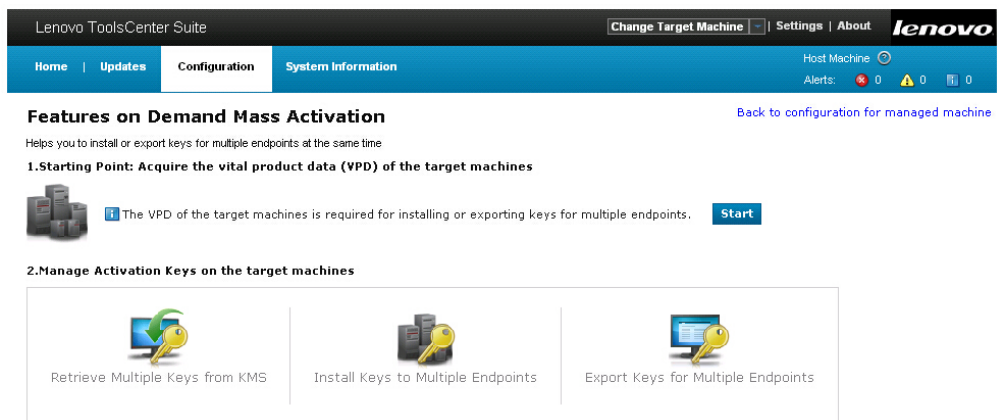 Lenovo ToolsCenter Suite
Change Target Machine | Settings | About
lenovo
Home | Updates Configuration System Information
Host Machine ?
Alerts: 0 0 0
Features on Demand Mass Activation
Back to configuration for managed machine
Helps you to install or export keys for multiple endpoints at the same time
1.Starting Point: Acquire the vital product data (VPD) of the target machines
The VPD of the target machines is required for installing or exporting keys for multiple endpoints. Start
2.Manage Activation Keys on the target machines
Retrieve Multiple Keys from KMS
Install Keys to Multiple Endpoints
Export Keys for Multiple Endpoints